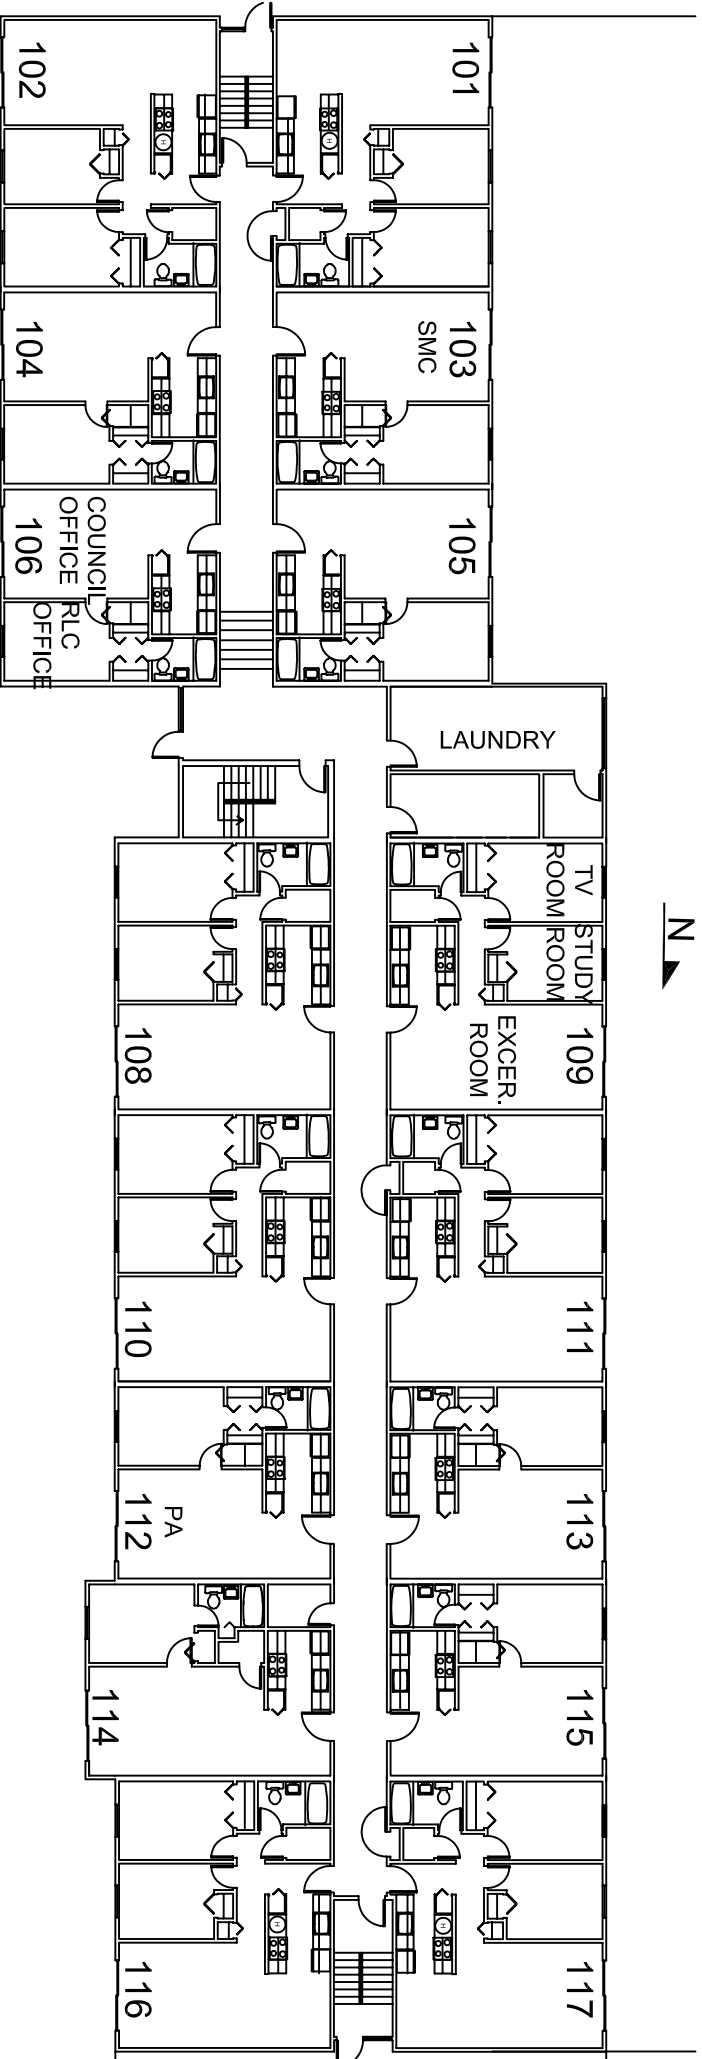 102
101
104
103
SMC
106
COUNCIL
OFFICE
RLC
OFFICE
105
LAUNDRY
TV
ROOM
STUDY
ROOM
N
108
EXCER.
ROOM
109
110
111
112
PA
113
114
115
116
117
H
H
H
H